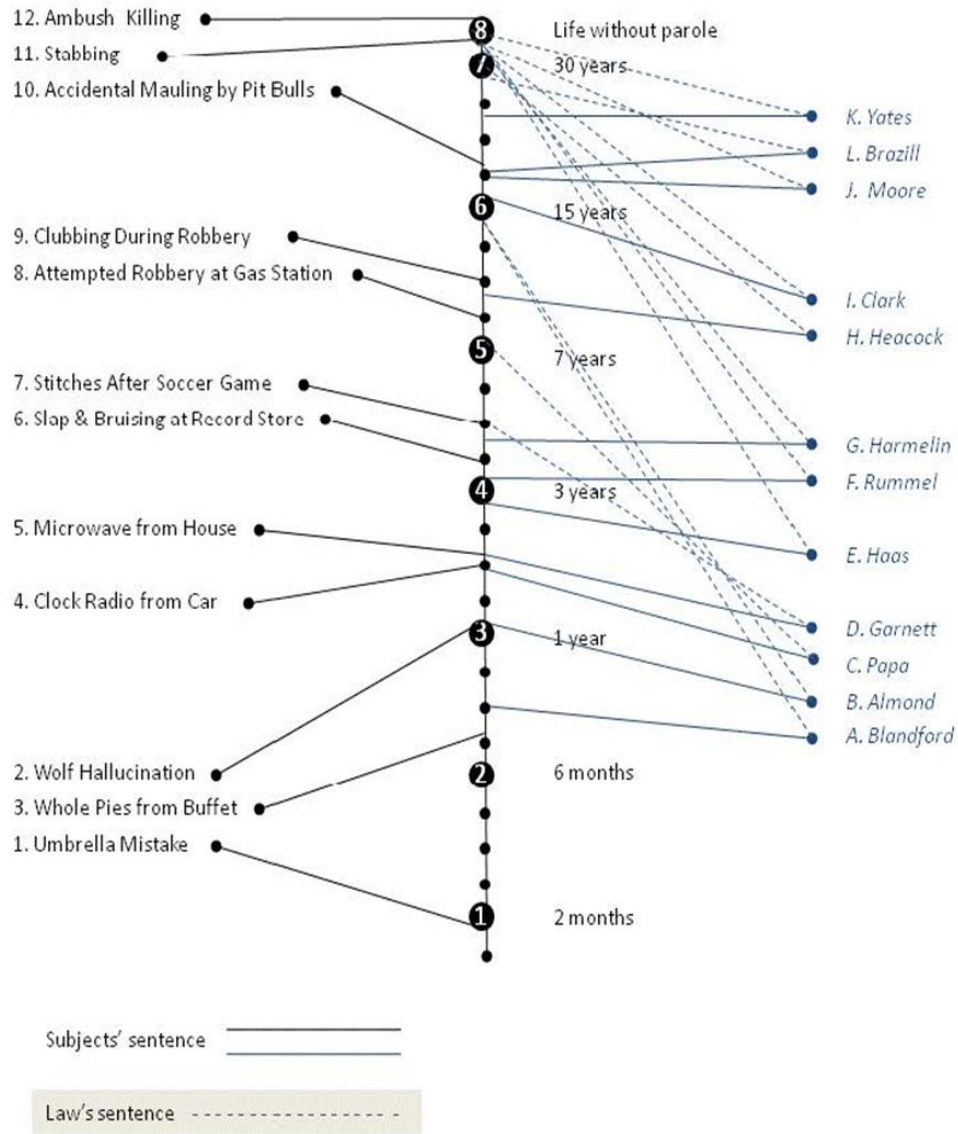 12. Ambush Killing
11. Stabbing
10. Accidental Mauling by Pit Bulls
9. Clubbing During Robbery
8. Attempted Robbery at Gas Station
7. Stitches After Soccer Game
6. Slap & Bruising at Record Store
5. Microwave from House
4. Clock Radio from Car
2. Wolf Hallucination
3. Whole Pies from Buffet
1. Umbrella Mistake
8 Life without parole
7 30 years
6 15 years
5 7 years
4 3 years
3 1 year
2 6 months
1 2 months
K. Yates
L. Brazill
J. Moore
I. Clark
H. Heacock
G. Harmelin
F. Rummel
E. Haas
D. Garnett
C. Papa
B. Almond
A. Blandford
Subjects' sentence
Law's sentence